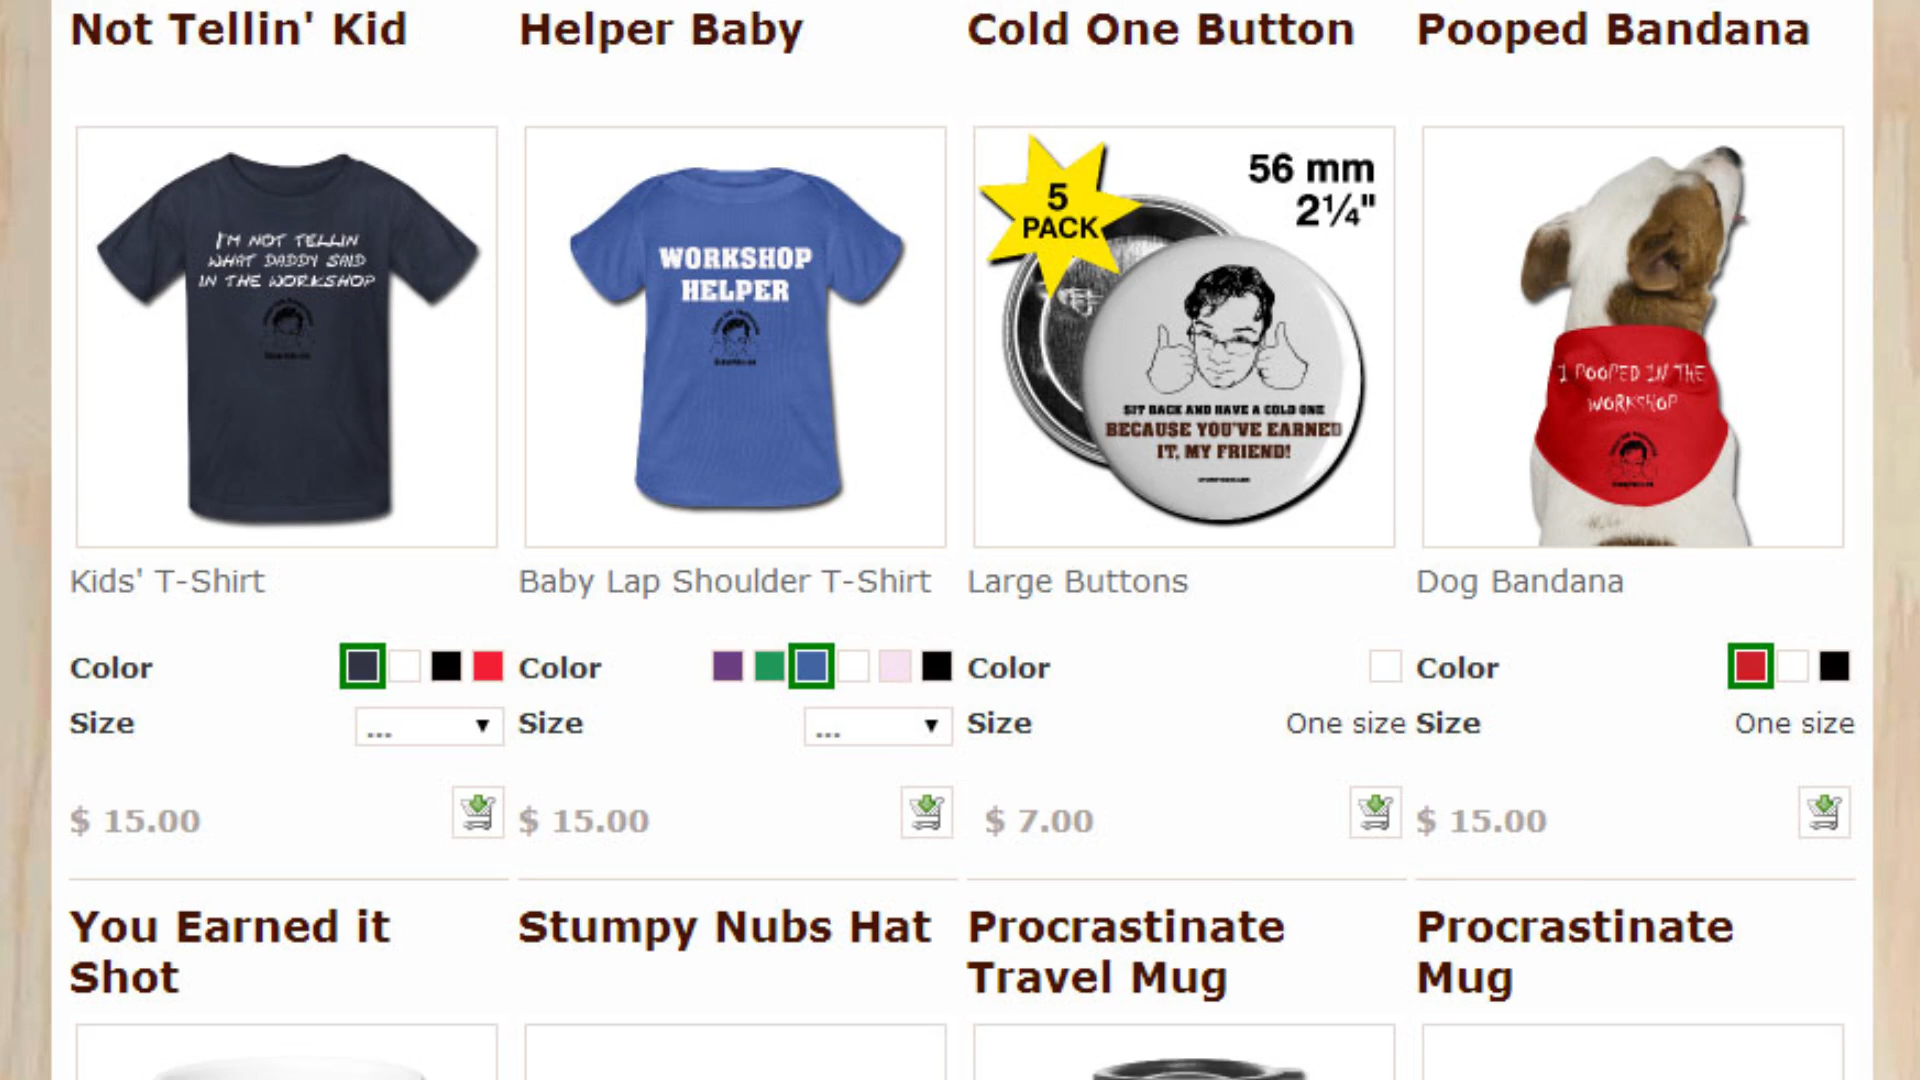 Not Tellin' Kid
Helper Baby
Cold One Button
Pooped Bandana
I'M NOT TELLIN
WHAT DADDY SAID
IN THE WORKSHOP
WORKSHOP
HELPER
5
PACK
56 mm
2¼"
SIT BACK AND HAVE A COLD ONE
BECAUSE YOU'VE EARNED
IT, MY FRIEND!
I POOPED IN THE
WORKSHOP
Kids' T-Shirt
Baby Lap Shoulder T-Shirt
Large Buttons
Dog Bandana
Color
Color
Color
Color
Size
...
Size
...
Size
One size
Size
One size
$ 15.00
$ 15.00
$ 7.00
$ 15.00
You Earned it
Shot
Stumpy Nubs Hat
Procrastinate
Travel Mug
Procrastinate
Mug